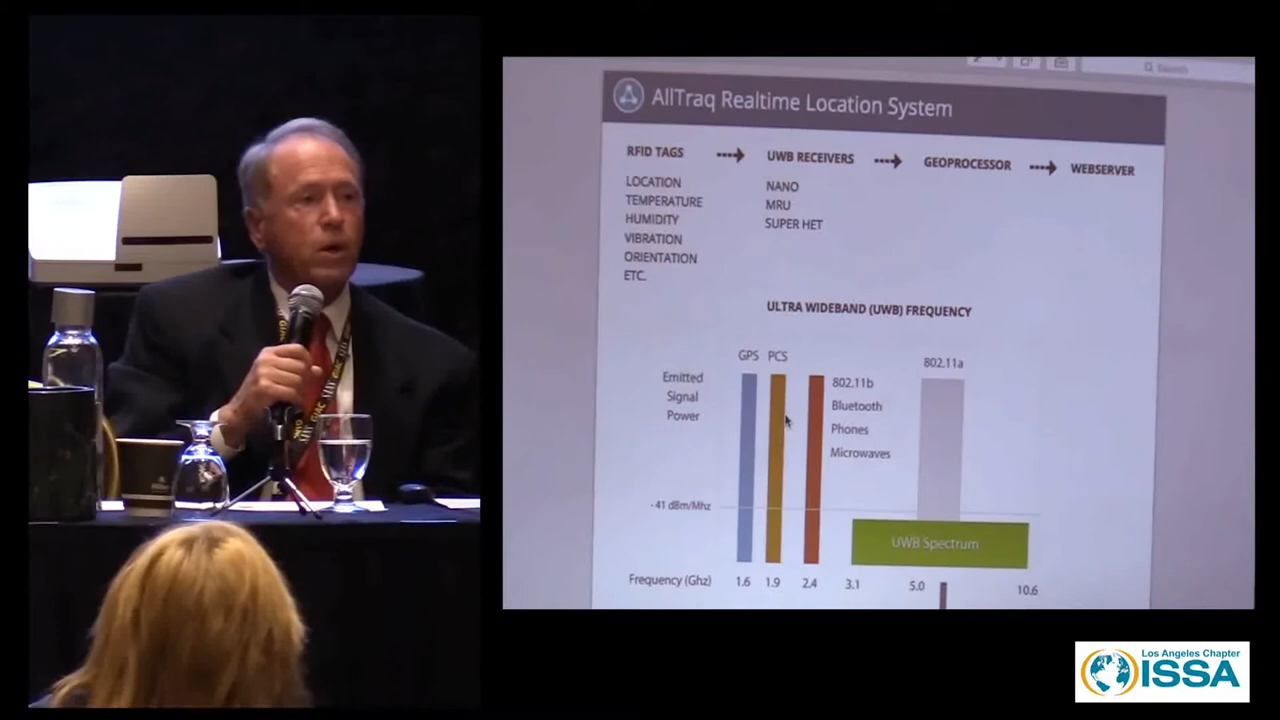 AllTraq Realtime Location System
RFID TAGS
UWB RECEIVERS
GEOPROCESSOR
WEBSERVER
LOCATION
TEMPERATURE
HUMIDITY
VIBRATION
ORIENTATION
ETC.
NANO
MRU
SUPER HET
ULTRA WIDEBAND (UWB) FREQUENCY
GPS PCS
802.11a
Emitted
Signal
Power
802.11b
Bluetooth
Phones
Microwaves
- 41 dBm/Mhz
UWB Spectrum
Frequency (Ghz) 1.6 1.9 2.4 3.1 5.0 10.6
Search
GIAC
Los Angeles Chapter
ISSA